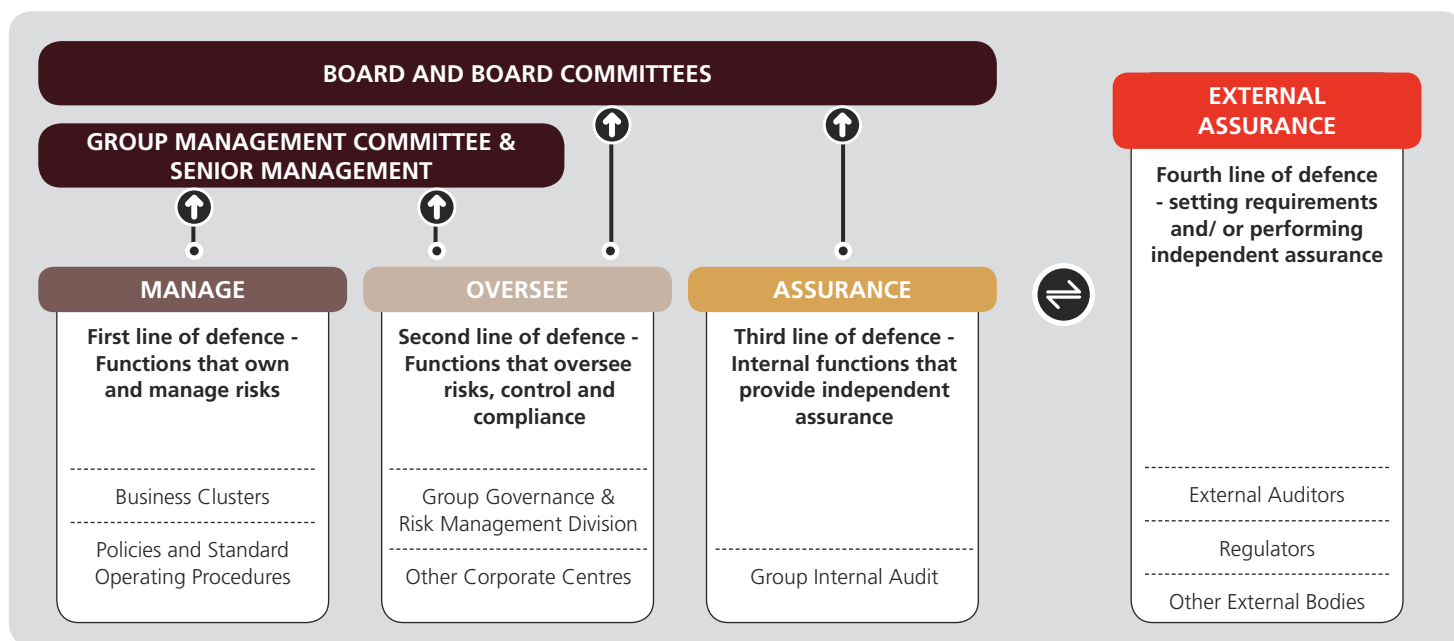 BOARD AND BOARD COMMITTEES
GROUP MANAGEMENT COMMITTEE &
SENIOR MANAGEMENT
MANAGE
First line of defence -
Functions that own
and manage risks
Business Clusters
Policies and Standard
Operating Procedures
OVERSEE
Second line of defence -
Functions that oversee
risks, control and
compliance
Group Governance &
Risk Management Division
Other Corporate Centres
ASSURANCE
Third line of defence -
Internal functions that
provide independent
assurance
Group Internal Audit
EXTERNAL
ASSURANCE
Fourth line of defence
- setting requirements
and/ or performing
independent assurance
External Auditors
Regulators
Other External Bodies